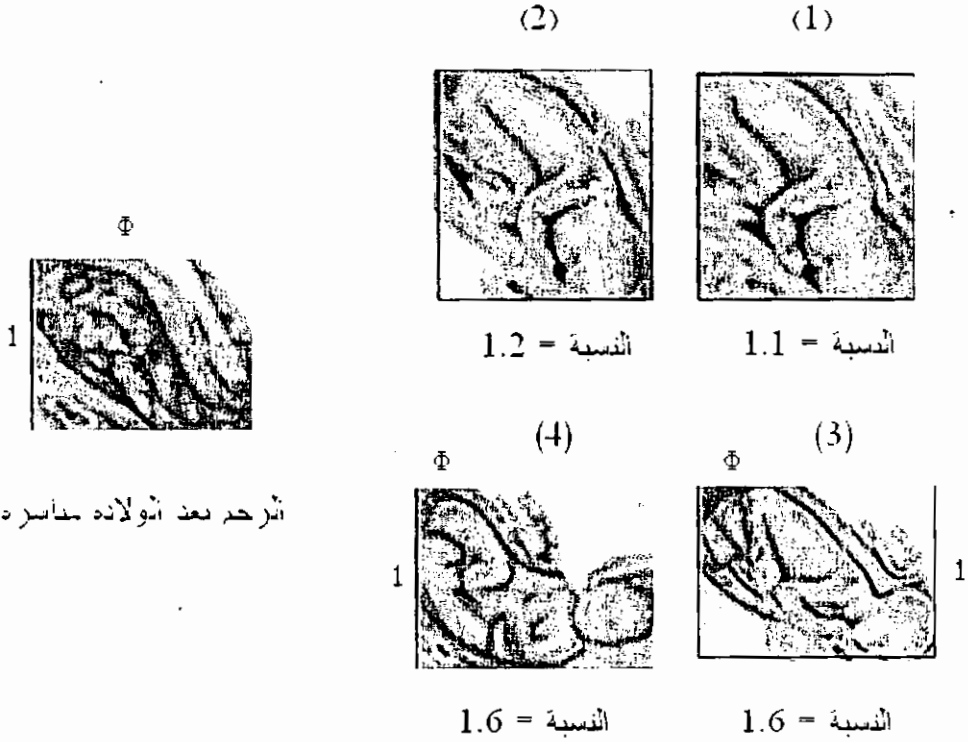 (1)
(2)
النسبة = 1.1
النسبة = 1.2
Φ
1
الرحم بعد الولادة مباشرة
(3)
(4)
Φ
Φ
1
1
النسبة = 1.6
النسبة = 1.6